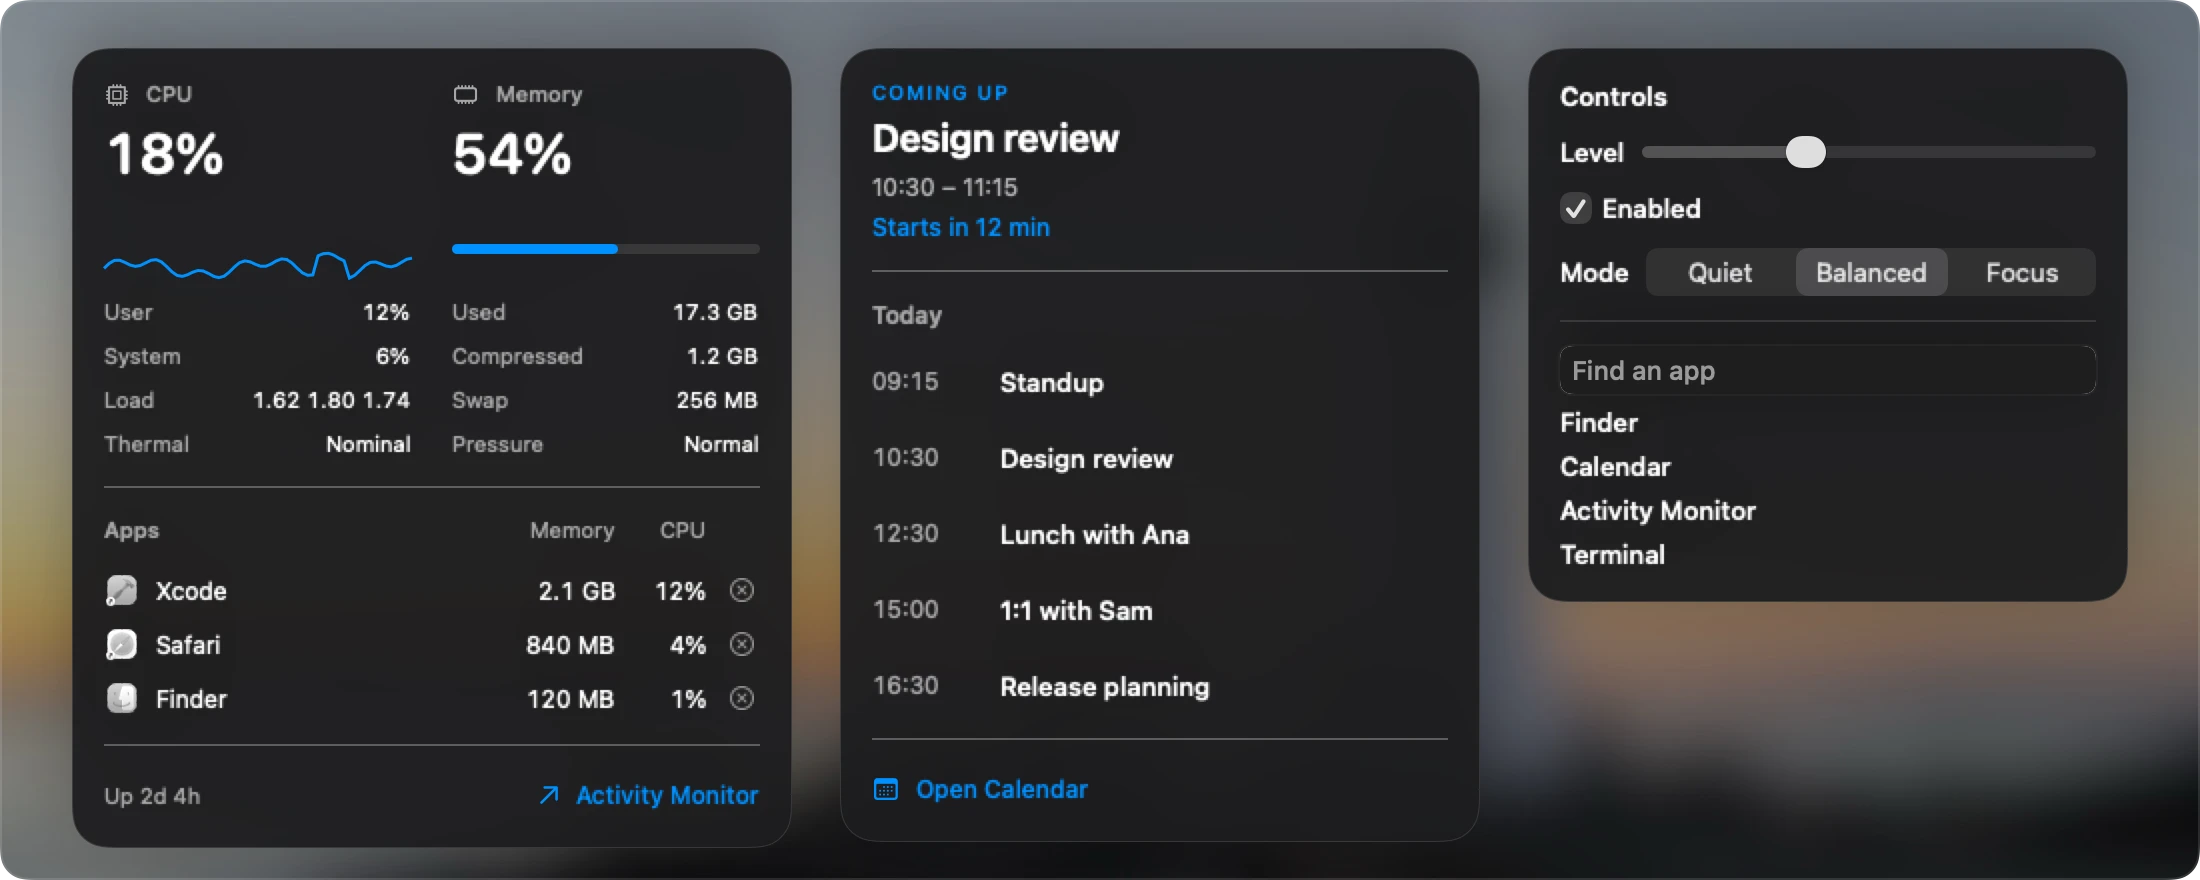 CPU
18%
User 12%
System 6%
Load 1.62 1.80 1.74
Thermal Nominal
Memory
54%
Used 17.3 GB
Compressed 1.2 GB
Swap 256 MB
Pressure Normal
Apps Memory CPU
Xcode 2.1 GB 12%
Safari 840 MB 4%
Finder 120 MB 1%
Up 2d 4h Activity Monitor
COMING UP
Design review
10:30 – 11:15
Starts in 12 min
Today
09:15 Standup
10:30 Design review
12:30 Lunch with Ana
15:00 1:1 with Sam
16:30 Release planning
Open Calendar
Controls
Level
Enabled
Mode Quiet Balanced Focus
Find an app
Finder
Calendar
Activity Monitor
Terminal